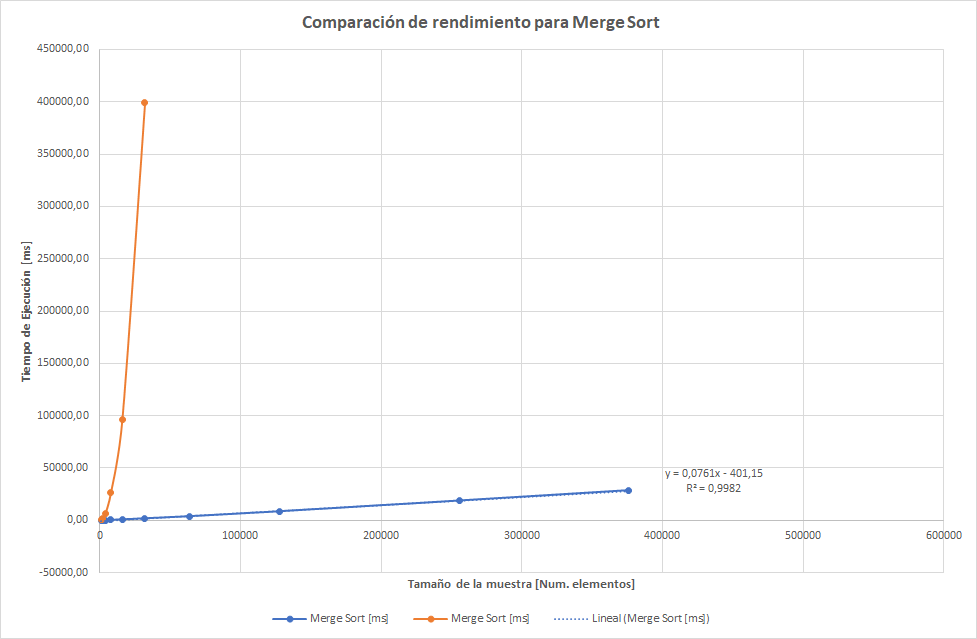 Comparación de rendimiento para Merge Sort
450000,00
400000,00
350000,00
300000,00
250000,00
200000,00
150000,00
100000,00
50000,00
0,00
-50000,00
Tiempo de Ejecución [ms]
y = 0,0761x - 401,15
R² = 0,9982
0 100000 200000 300000 400000 500000 600000
Tamaño de la muestra [Num. elementos]
Merge Sort [ms] Merge Sort [ms] Lineal (Merge Sort [ms])